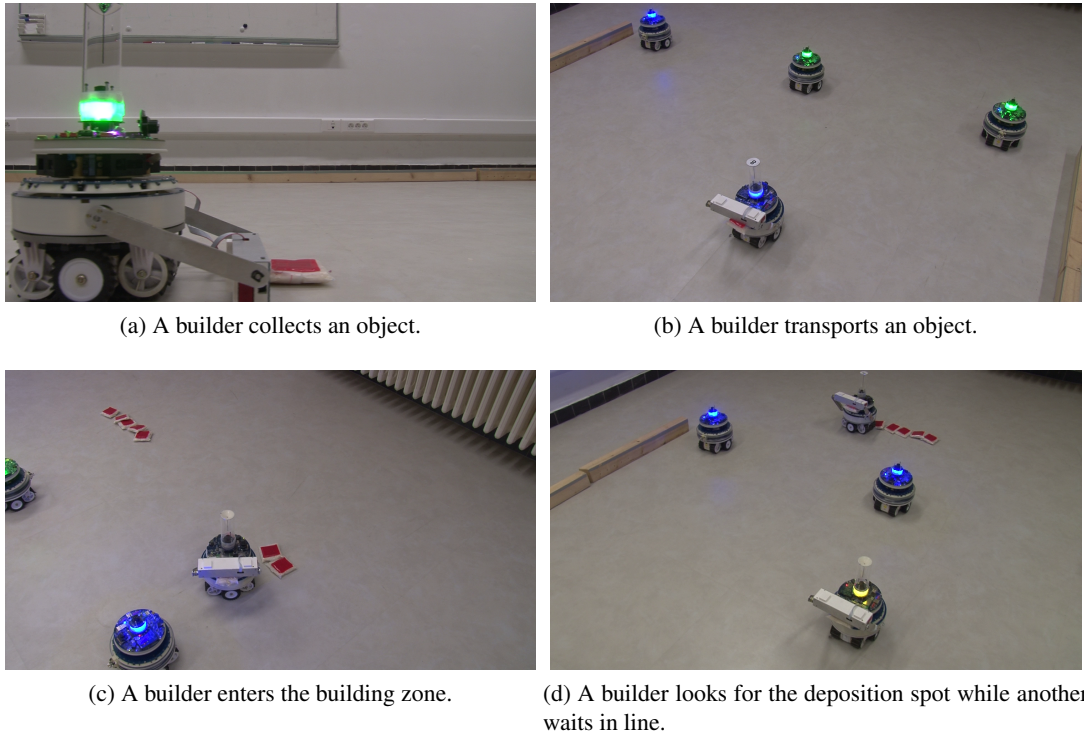 (a) A builder collects an object.
(b) A builder transports an object.
(c) A builder enters the building zone.
(d) A builder looks for the deposition spot while another
waits in line.